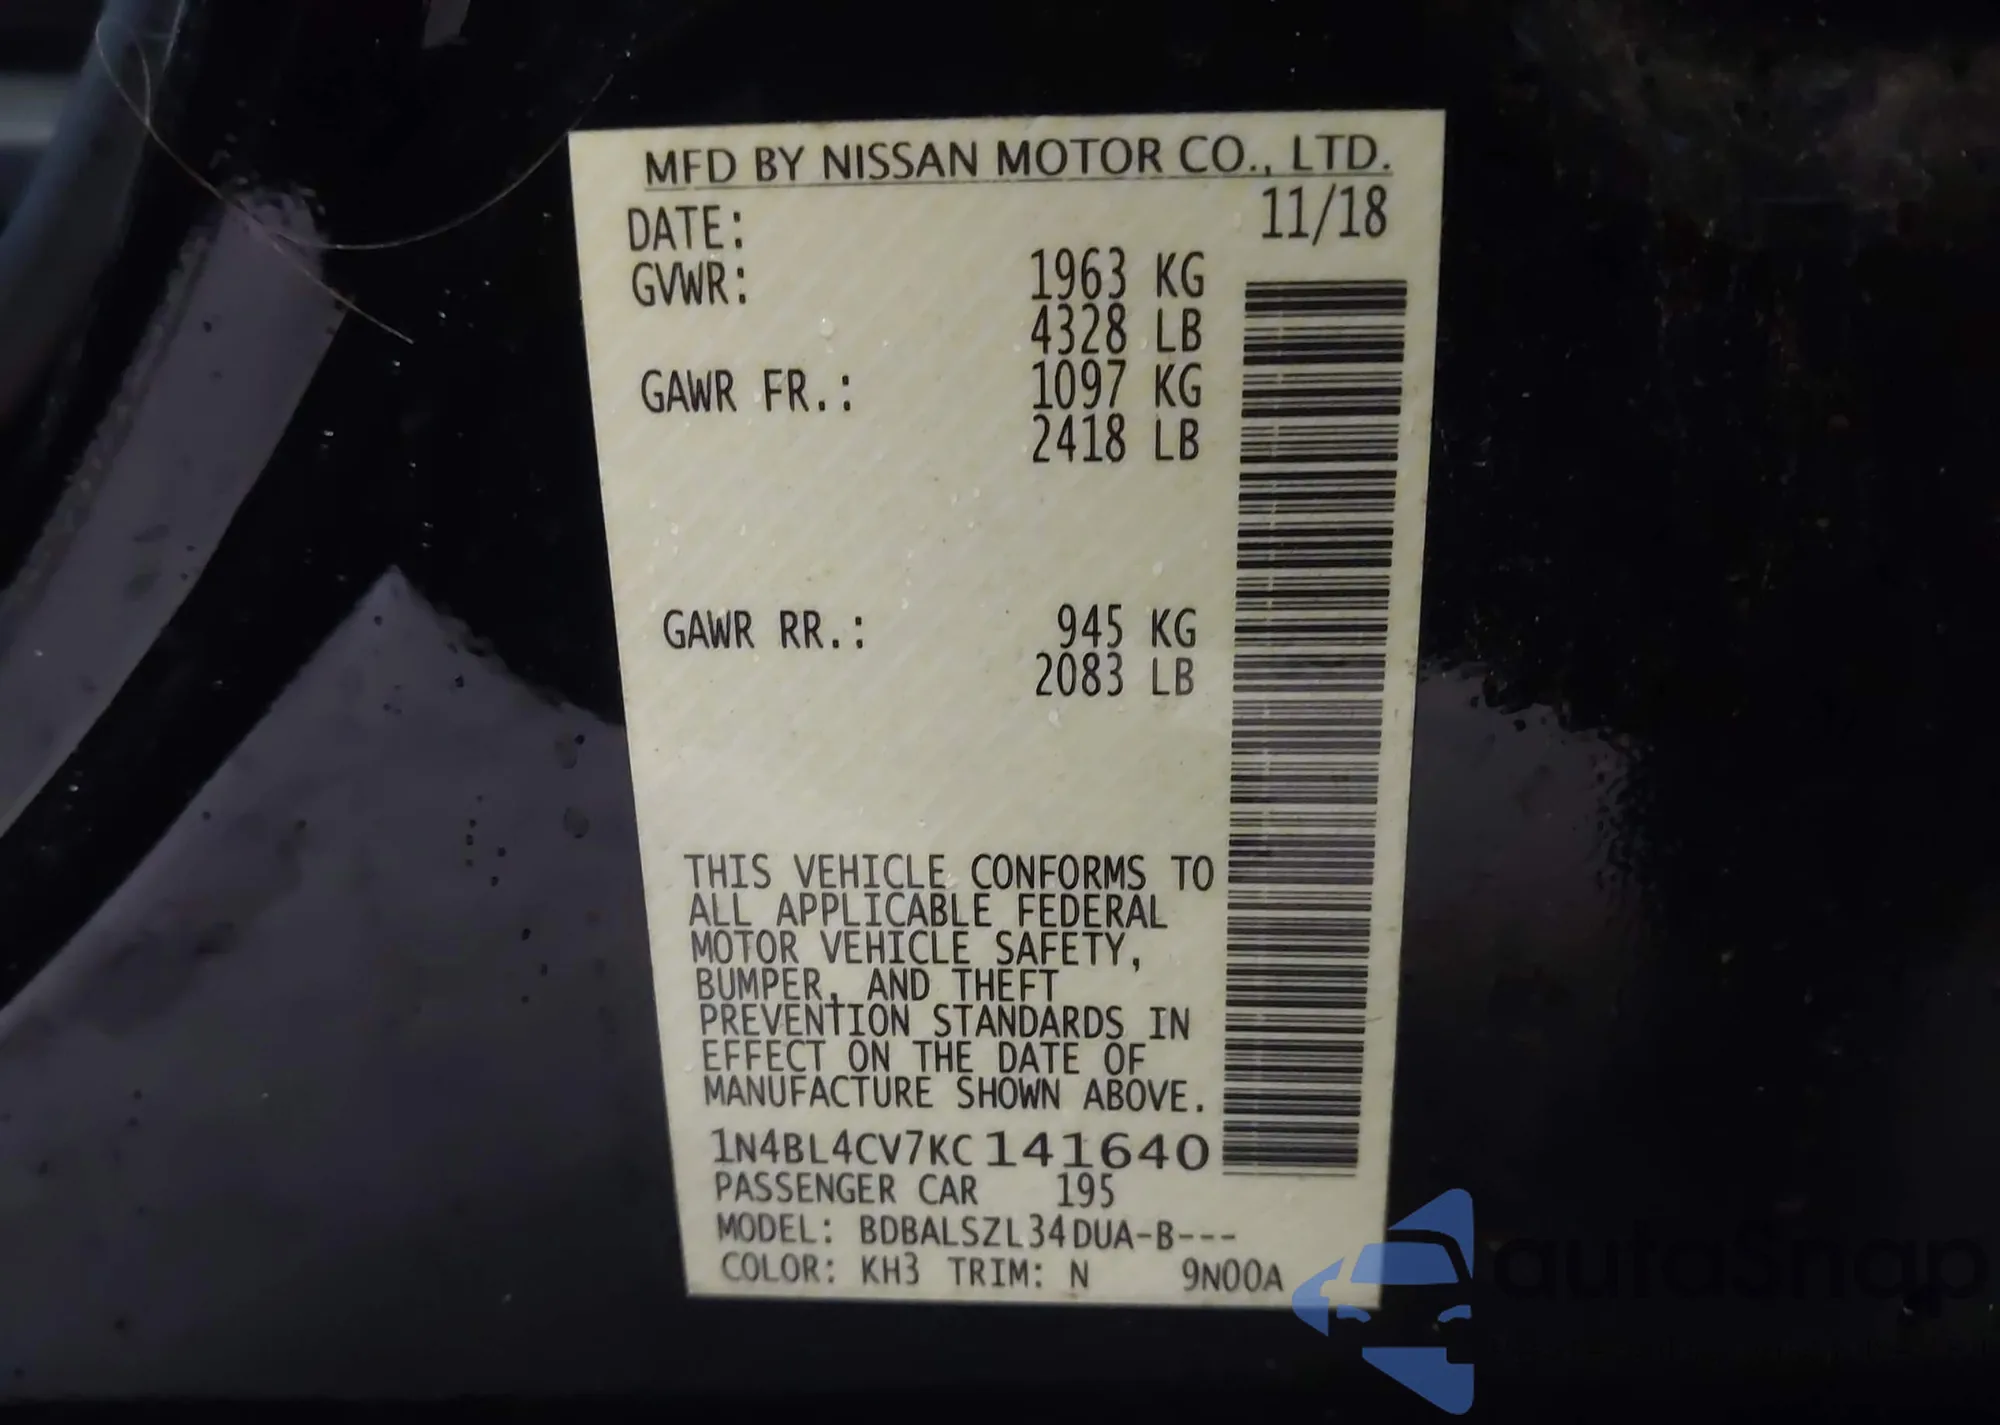 MFD BY NISSAN MOTOR CO., LTD.
DATE: 11/18
GVWR: 1963 KG
4328 LB
GAWR FR.: 1097 KG
2418 LB
GAWR RR.: 945 KG
2083 LB
THIS VEHICLE CONFORMS TO
ALL APPLICABLE FEDERAL
MOTOR VEHICLE SAFETY,
BUMPER, AND THEFT
PREVENTION STANDARDS IN
EFFECT ON THE DATE OF
MANUFACTURE SHOWN ABOVE.
1N4BL4CV7KC141640
PASSENGER CAR 195
MODEL: BDBALSZL34DUA-B---
COLOR: KH3 TRIM: N 9N00A
autoSnap